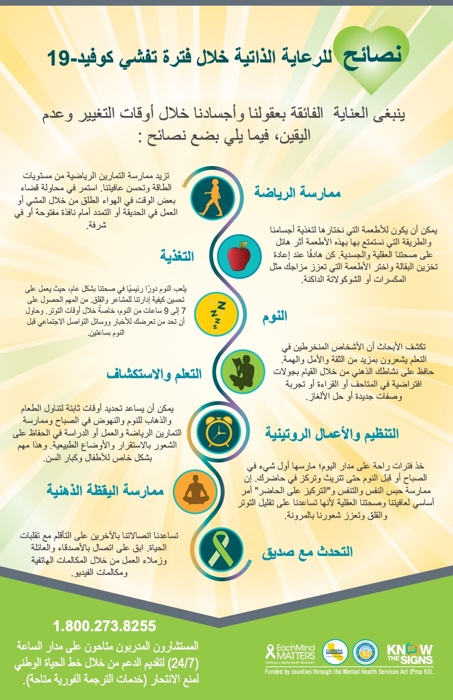 نصائح للرعاية الذاتية خلال فترة تفشي كوفيد-19
ينبغى العناية الفائقة بعقولنا وأجسادنا خلال أوقات التغيير وعدم
اليقين، فيما يلي بضع نصائح :
ممارسة الرياضة
تزيد ممارسة التمارين الرياضية من مستويات
الطاقة وتحسن عافيتنا. استمر في محاولة قضاء
بعض الوقت في الهواء الطلق من خلال المشي أو
العمل في الحديقة أو التمدد أمام نافذة مفتوحة أو في
شرفة.
التغذية
يمكن أن يكون للأطعمة التي نختارها لتغذية أجسامنا
والطريقة التي نستمتع بها بهذه الأطعمة أثر هائل
على صحتنا العقلية والجسدية. كن هادفًا عند إعادة
تخزين البقالة واختر الأطعمة التي تعزز مزاجك مثل
المكسرات أو الشوكولاتة الداكنة.
النوم
يلعب النوم دورًا رئيسيًا في صحتنا بشكل عام، حيث يعمل على
تحسين كيفية إدارتنا للمشاعر والقلق. من المهم الحصول على
7 إلى 9 ساعات من النوم، خاصةً خلال أوقات التوتر. وحاول
أن تحد من تعرضك للأخبار ووسائل التواصل الاجتماعي قبل
النوم بساعتين.
التعلم والاستكشاف
تكشف الأبحاث أن الأشخاص المنخرطين في
التعلم يشعرون بمزيد من الثقة والأمل والهمة.
حافظ على نشاطك الذهني من خلال القيام بجولات
افتراضية في المتاحف أو القراءة أو تجربة
وصفات جديدة أو حل الألغاز.
التنظيم والأعمال الروتينية
يمكن أن يساعد تحديد أوقات ثابتة لتناول الطعام
والذهاب للنوم والنهوض في الصباح وممارسة
التمارين الرياضية والعمل أو الدراسة في الحفاظ على
الشعور بالاستقرار والأوضاع الطبيعية. وهذا مهم
بشكل خاص للأطفال وكبار السن.
ممارسة اليقظة الذهنية
خذ فترات راحة على مدار اليوم؛ مارسها أول شيء في
الصباح أو قبل النوم حتى تتريث وتركز في حاضرك. إن
ممارسة حبس النفس والتنفس و"التركيز على الحاضر" أمر
أساسي لعافيتنا وصحتنا العقلية لأنها تساعدنا على تقليل التوتر
والقلق وتعزز شعورنا بالمرونة.
التحدث مع صديق
تساعدنا اتصالاتنا بالآخرين على التأقلم مع تقلبات
الحياة. ابق على اتصال بالأصدقاء والعائلة
وزملاء العمل من خلال المكالمات الهاتفية
ومكالمات الفيديو.
1.800.273.8255
المستشارون المدربون متاحون على مدار الساعة
(24/7) لتقديم الدعم من خلال خط الحياة الوطني
لمنع الانتحار (خدمات الترجمة الفورية متاحة).
EachMind
MATTERS
KNOW
THE SIGNS
Funded by counties through the Mental Health Services Act (Prop 63).